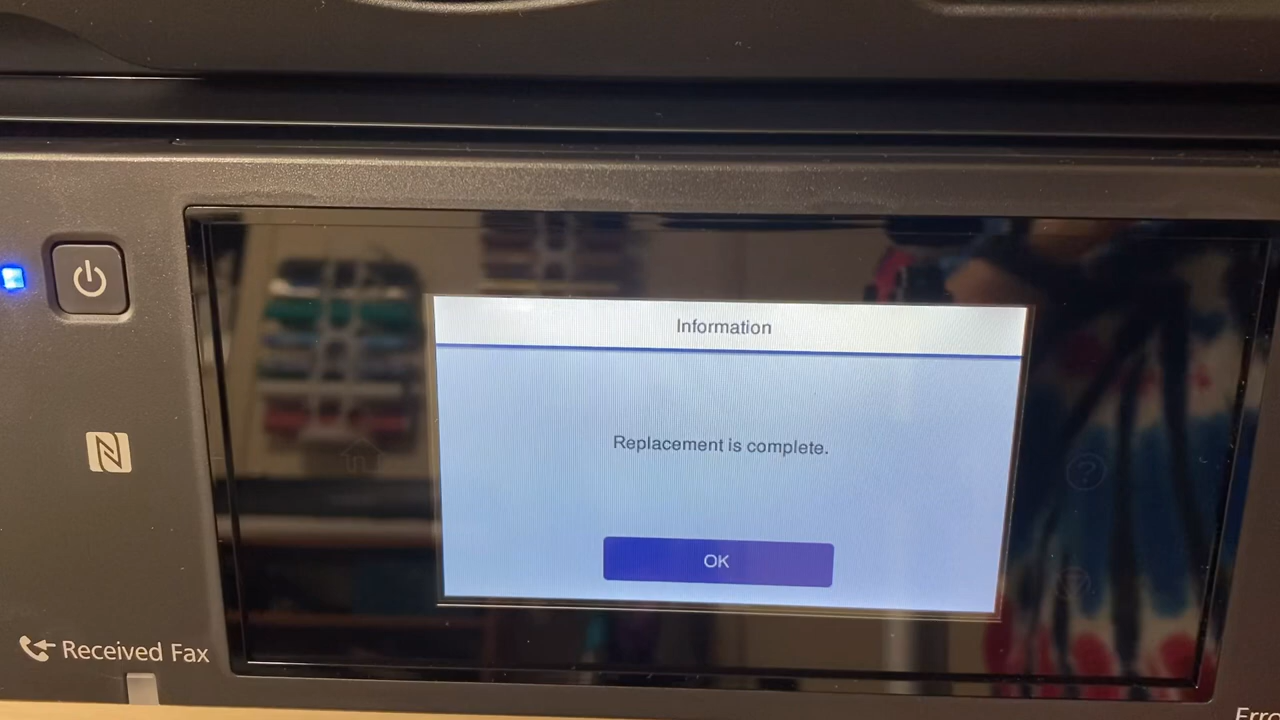 Information
Replacement is complete.
OK
Received Fax